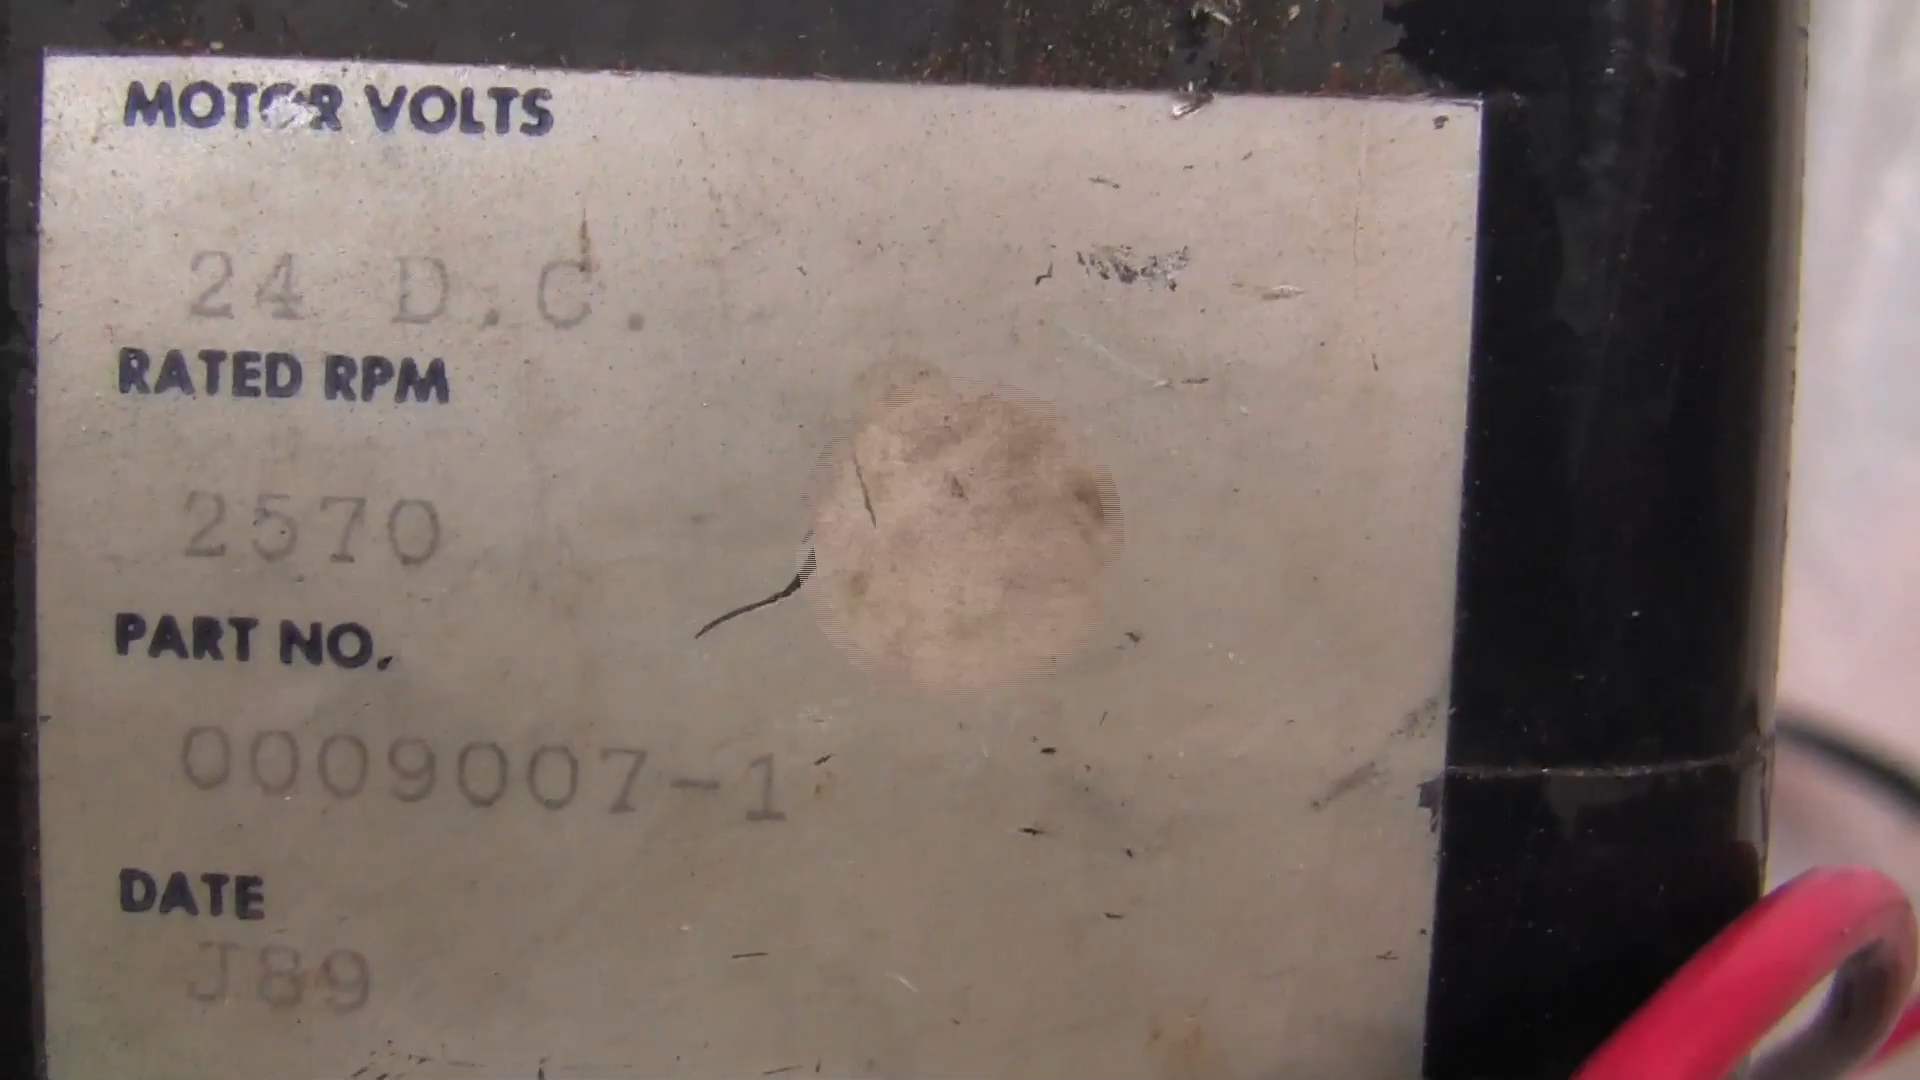 MOTOR VOLTS
24 D.C.
RATED RPM
2570
PART NO.
0009007-1
DATE
J89